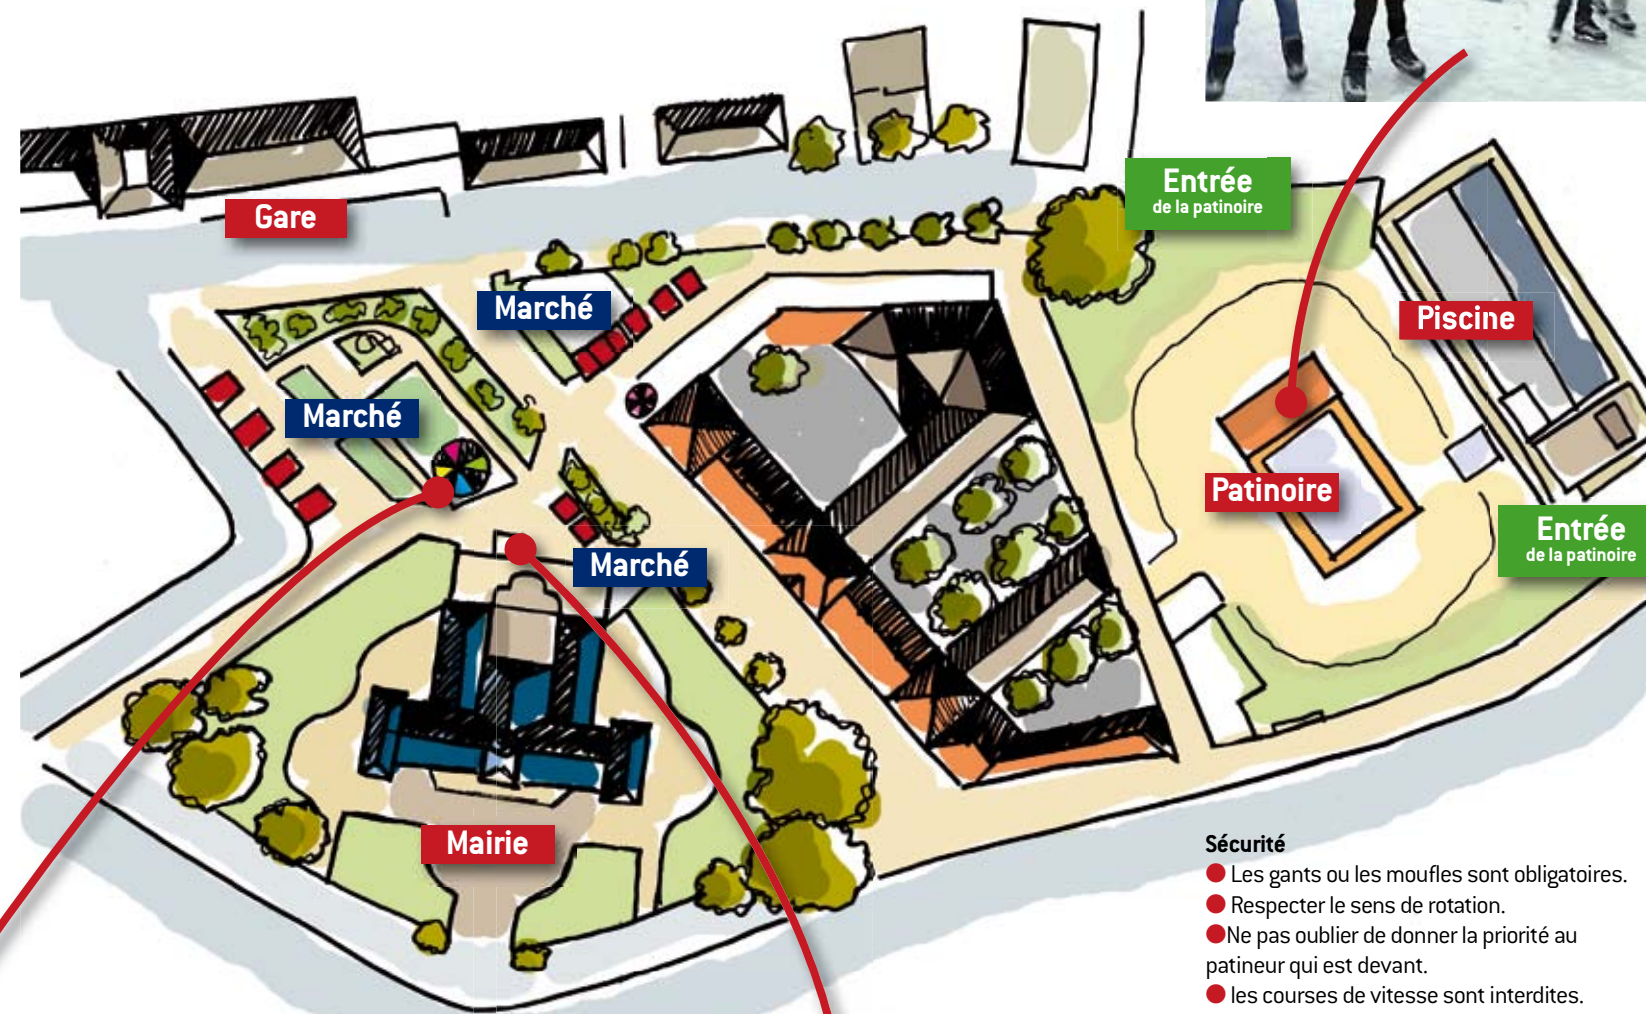 Entrée
de la patinoire
Gare
Marché
Piscine
Marché
Patinoire
Entrée
de la patinoire
Marché
Mairie
Sécurité
● Les gants ou les moufles sont obligatoires.
● Respecter le sens de rotation.
●Ne pas oublier de donner la priorité au
patineur qui est devant.
● les courses de vitesse sont interdites.